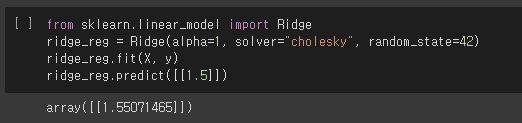 [ ] from sklearn.linear_model import Ridge
ridge_reg = Ridge(alpha=1, solver="cholesky", random_state=42)
ridge_reg.fit(X, y)
ridge_reg.predict([[1.5]])
array([[1.55071465]])